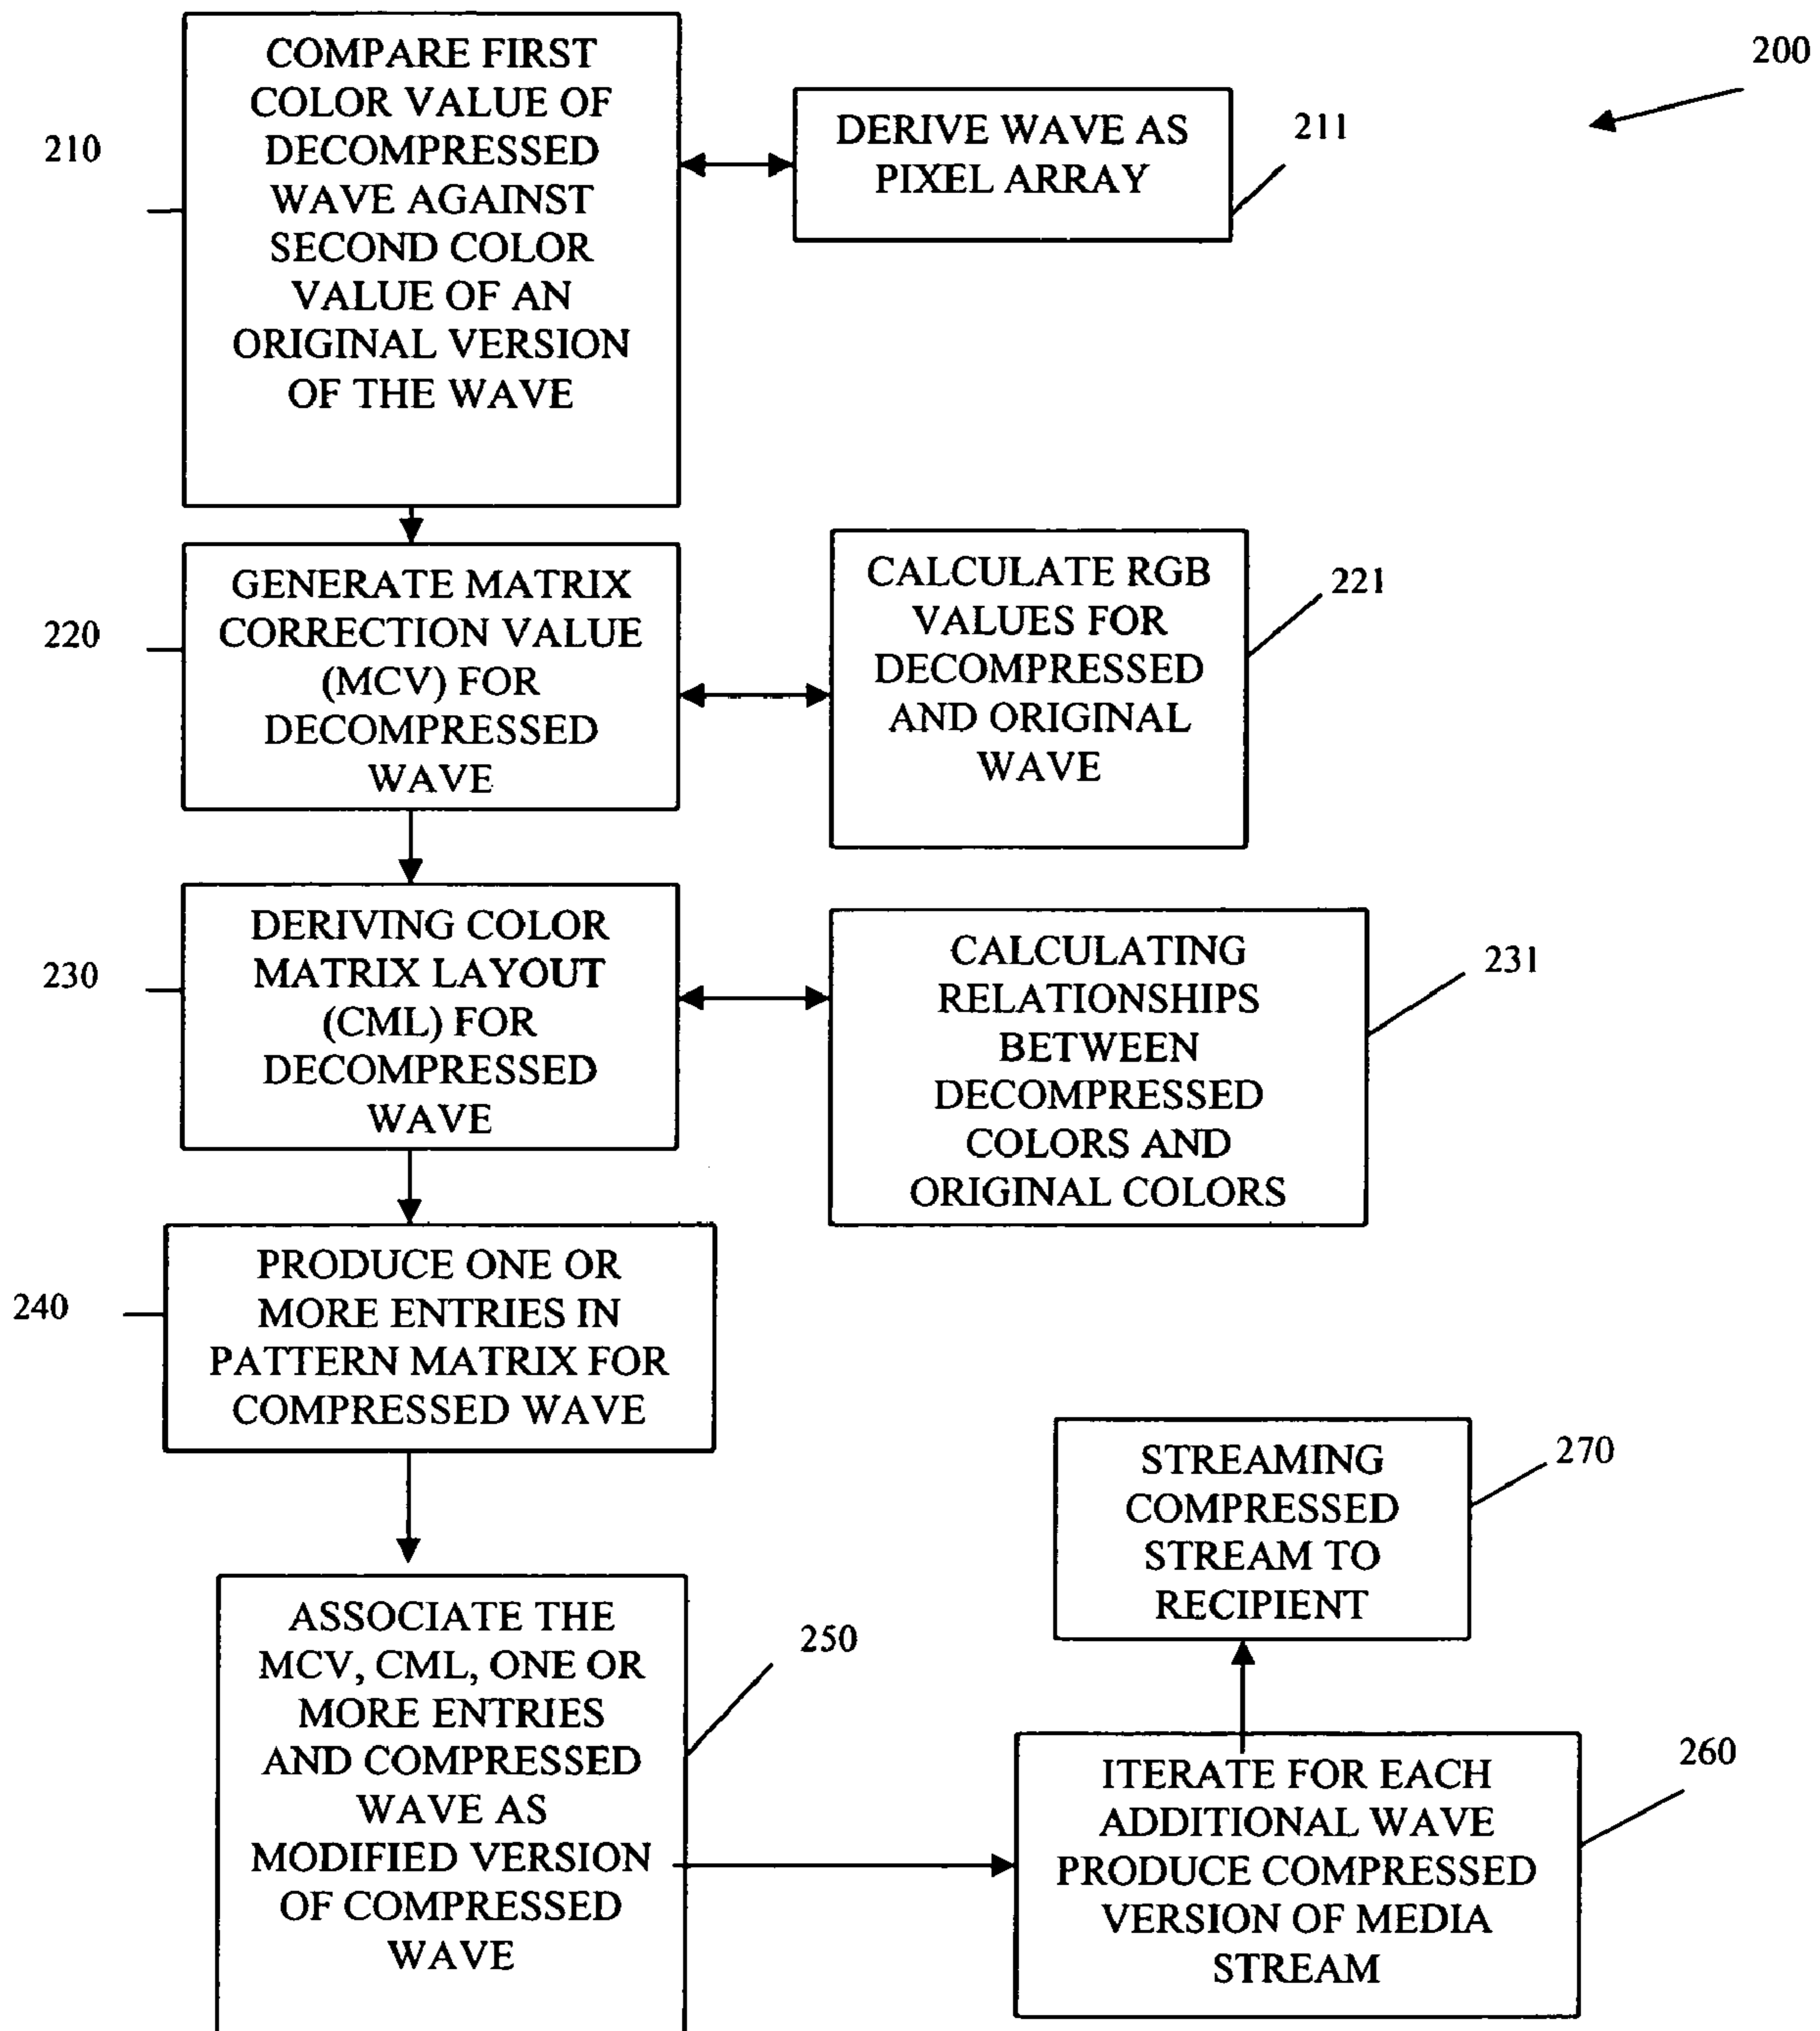 200
210
COMPARE FIRST
COLOR VALUE OF
DECOMPRESSED
WAVE AGAINST
SECOND COLOR
VALUE OF AN
ORIGINAL VERSION
OF THE WAVE
DERIVE WAVE AS
PIXEL ARRAY
211
220
GENERATE MATRIX
CORRECTION VALUE
(MCV) FOR
DECOMPRESSED
WAVE
CALCULATE RGB
VALUES FOR
DECOMPRESSED
AND ORIGINAL
WAVE
221
230
DERIVING COLOR
MATRIX LAYOUT
(CML) FOR
DECOMPRESSED
WAVE
CALCULATING
RELATIONSHIPS
BETWEEN
DECOMPRESSED
COLORS AND
ORIGINAL COLORS
231
240
PRODUCE ONE OR
MORE ENTRIES IN
PATTERN MATRIX FOR
COMPRESSED WAVE
ASSOCIATE THE
MCV, CML, ONE OR
MORE ENTRIES
AND COMPRESSED
WAVE AS
MODIFIED VERSION
OF COMPRESSED
WAVE
250
STREAMING
COMPRESSED
STREAM TO
RECIPIENT
270
ITERATE FOR EACH
ADDITIONAL WAVE
PRODUCE COMPRESSED
VERSION OF MEDIA
STREAM
260